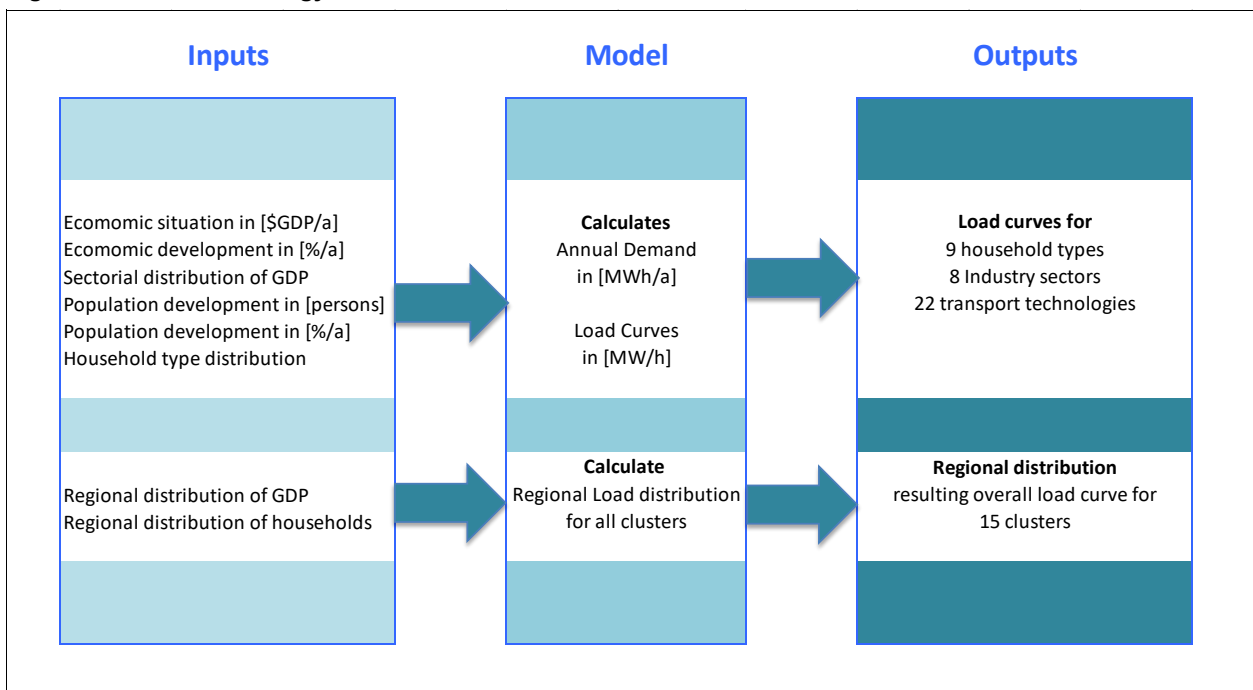 Inputs
Model
Outputs
Ecomomic situation in [$GDP/a]
Ecomomic development in [%/a]
Sectorial distribution of GDP
Population development in [persons]
Population development in [%/a]
Household type distribution
Calculates
Annual Demand
in [MWh/a]
Load Curves
in [MW/h]
Load curves for
9 household types
8 Industry sectors
22 transport technologies
Regional distribution of GDP
Regional distribution of households
Calculate
Regional Load distribution
for all clusters
Regional distribution
resulting overall load curve for
15 clusters